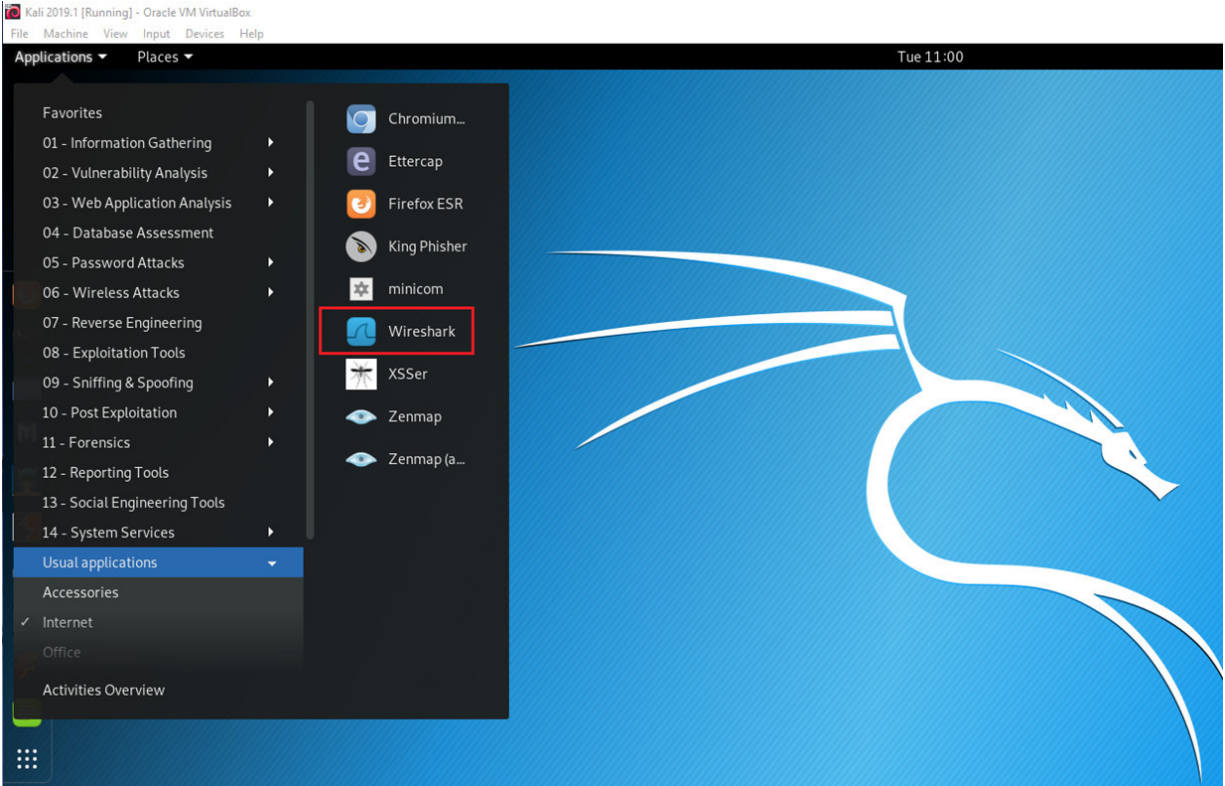 Kali 2019.1 [Running] - Oracle VM VirtualBox
File Machine View Input Devices Help
Applications Places Tue 11:00
Favorites
01 - Information Gathering
02 - Vulnerability Analysis
03 - Web Application Analysis
04 - Database Assessment
05 - Password Attacks
06 - Wireless Attacks
07 - Reverse Engineering
08 - Exploitation Tools
09 - Sniffing & Spoofing
10 - Post Exploitation
11 - Forensics
12 - Reporting Tools
13 - Social Engineering Tools
14 - System Services
Usual applications
Accessories
✓ Internet
Office
Activities Overview
Chromium...
Ettercap
Firefox ESR
King Phisher
minicom
Wireshark
XSSer
Zenmap
Zenmap (a...